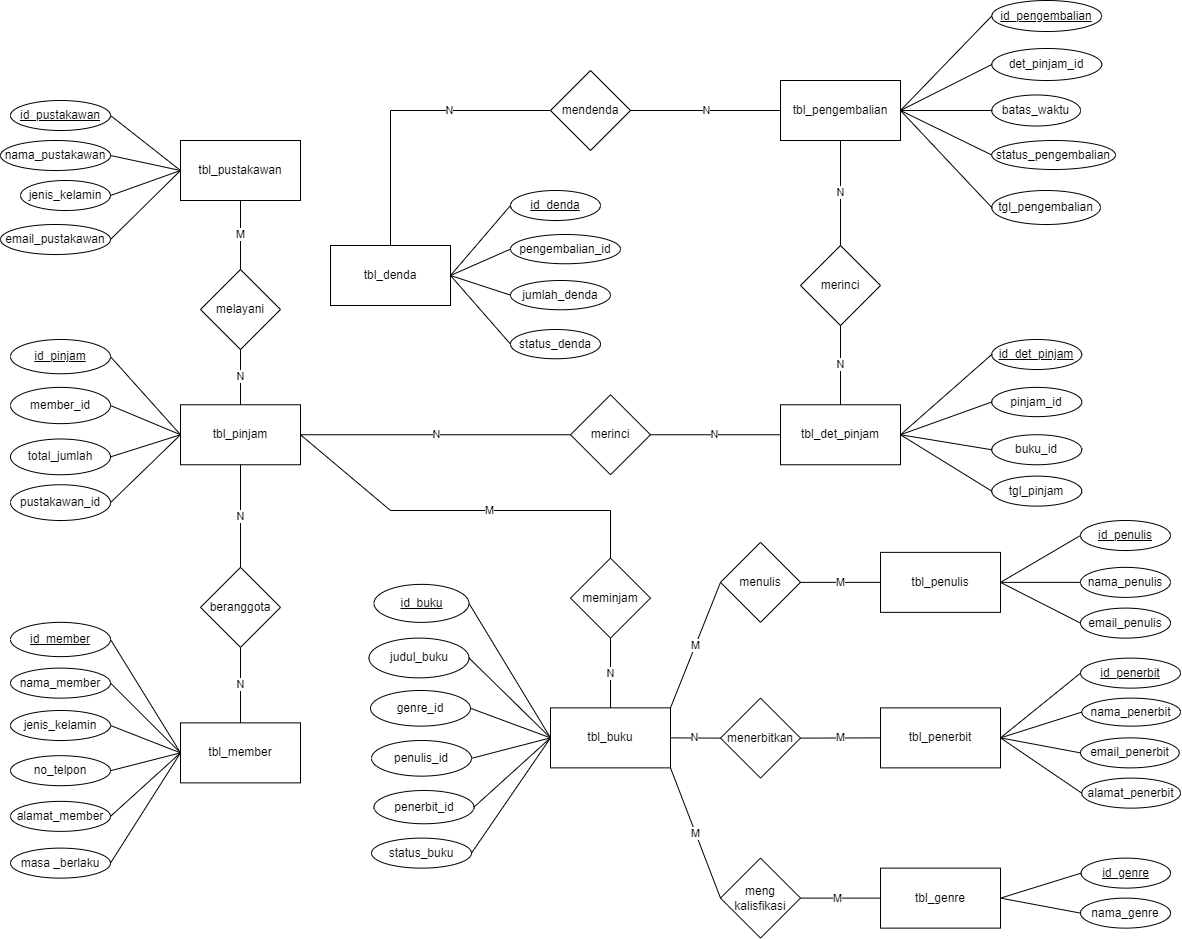 id_pengembalian
det_pinjam_id
batas_waktu
status_pengembalian
tgl_pengembalian
tbl_pengembalian
N
mendenda
N
id_pustakawan
nama_pustakawan
jenis_kelamin
email_pustakawan
tbl_pustakawan
M
melayani
N
id_denda
pengembalian_id
jumlah_denda
status_denda
tbl_denda
N
merinci
N
id_pinjam
member_id
total_jumlah
pustakawan_id
tbl_pinjam
N
merinci
N
tbl_det_pinjam
id_det_pinjam
pinjam_id
buku_id
tgl_pinjam
M
meminjam
N
N
beranggota
N
id_member
nama_member
jenis_kelamin
no_telpon
alamat_member
masa _berlaku
tbl_member
id_buku
judul_buku
genre_id
penulis_id
penerbit_id
status_buku
tbl_buku
M
menulis
M
tbl_penulis
id_penulis
nama_penulis
email_penulis
N
menerbitkan
M
tbl_penerbit
id_penerbit
nama_penerbit
email_penerbit
alamat_penerbit
M
meng
kalisfikasi
M
tbl_genre
id_genre
nama_genre